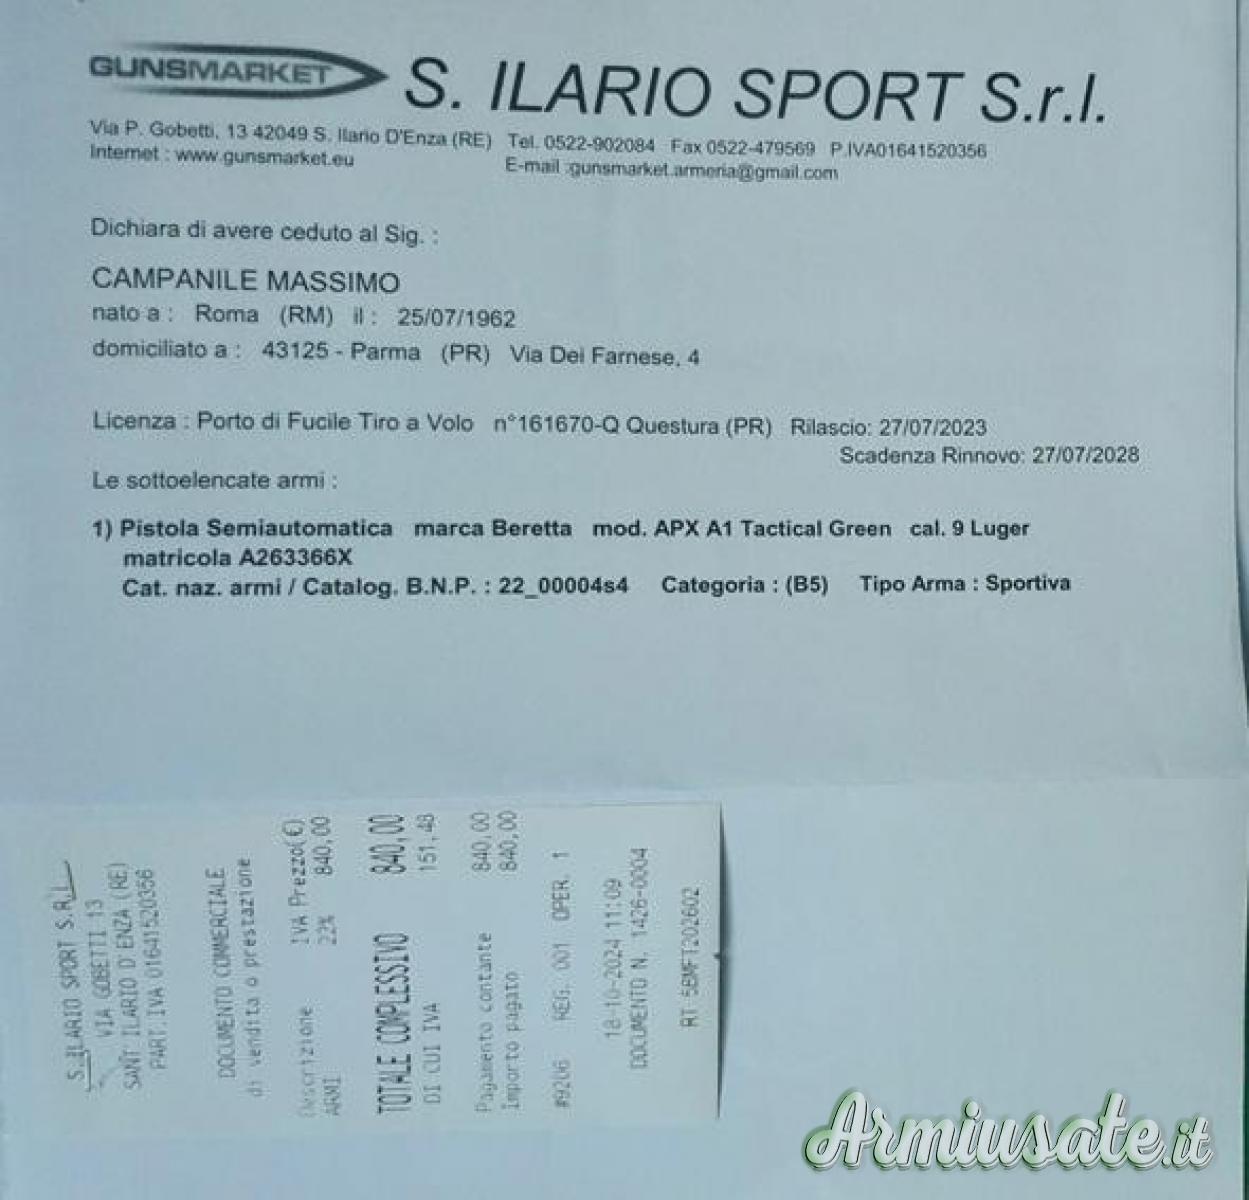 GUNSMARKET S. ILARIO SPORT S.r.l.
Via P. Gobetti, 13 42049 S. Ilario D'Enza (RE) Tel. 0522-902084 Fax 0522-479569 P.IVA01641520356
Internet : www.gunsmarket.eu E-mail :gunsmarket.armeria@gmail.com
Dichiara di avere ceduto al Sig. :
CAMPANILE MASSIMO
nato a : Roma (RM) il : 25/07/1962
domiciliato a : 43125 - Parma (PR) Via Dei Farnese, 4
Licenza : Porto di Fucile Tiro a Volo n°161670-Q Questura (PR) Rilascio: 27/07/2023
Scadenza Rinnovo: 27/07/2028
Le sottoelencate armi :
1) Pistola Semiautomatica marca Beretta mod. APX A1 Tactical Green cal. 9 Luger
matricola A263366X
Cat. naz. armi / Catalog. B.N.P. : 22_00004s4 Categoria : (B5) Tipo Arma : Sportiva
S.ILARIO SPORT S.R.L
VIA GOBETTI 13
SANT'ILARIO D'ENZA (RE)
PART.IVA 01641520356
DOCUMENTO COMMERCIALE
di vendita o prestazione
Descrizione IVA Prezzo(€)
ARMI 22% 840,00
TOTALE COMPLESSIVO 840,00
DI CUI IVA 151,48
Pagamento contante 840,00
Importo pagato 840,00
#9206 REG. 001 OPER. 1
18-10-2024 11:09
DOCUMENTO N. 1426-0004
RT 5BMFT202602
Armiusate.it